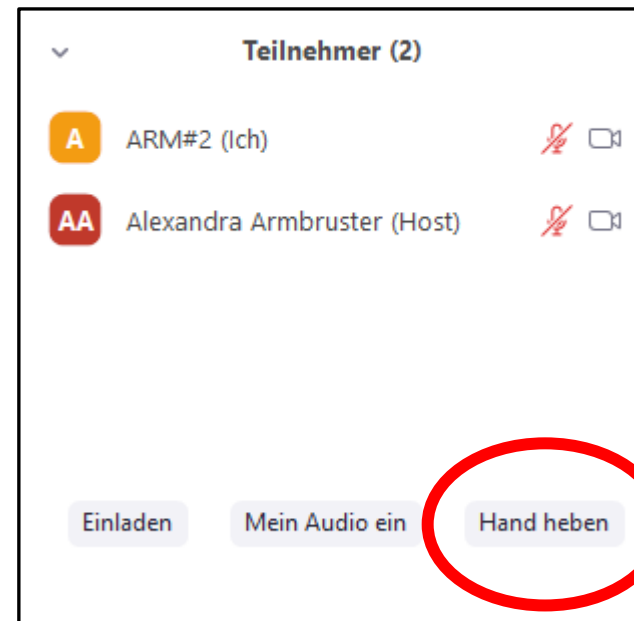 Teilnehmer (2)
A ARM#2 (Ich)
AA Alexandra Armbruster (Host)
Einladen Mein Audio ein Hand heben